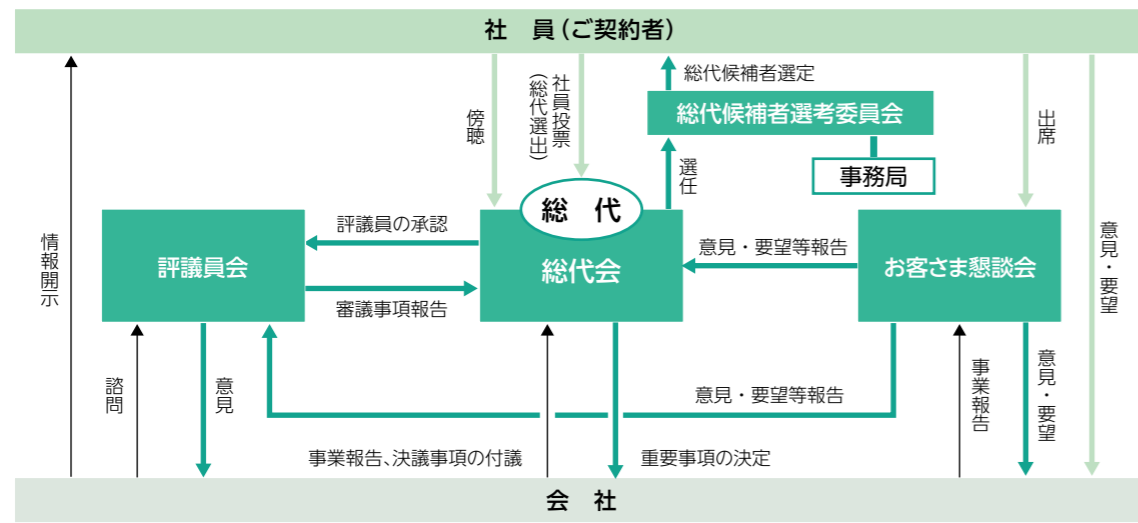 社　員（ご契約者）
総代候補者選定
総代候補者選考委員会
事務局
傍聴
社員投票
（総代選出）
選任
出席
総　代
情報開示
評議員の承認
評議員会
審議事項報告
総代会
意見・要望等報告
お客さま懇談会
意見・要望
諮問
意見
意見・要望等報告
事業報告
意見・要望
事業報告、決議事項の付議
重要事項の決定
会　社